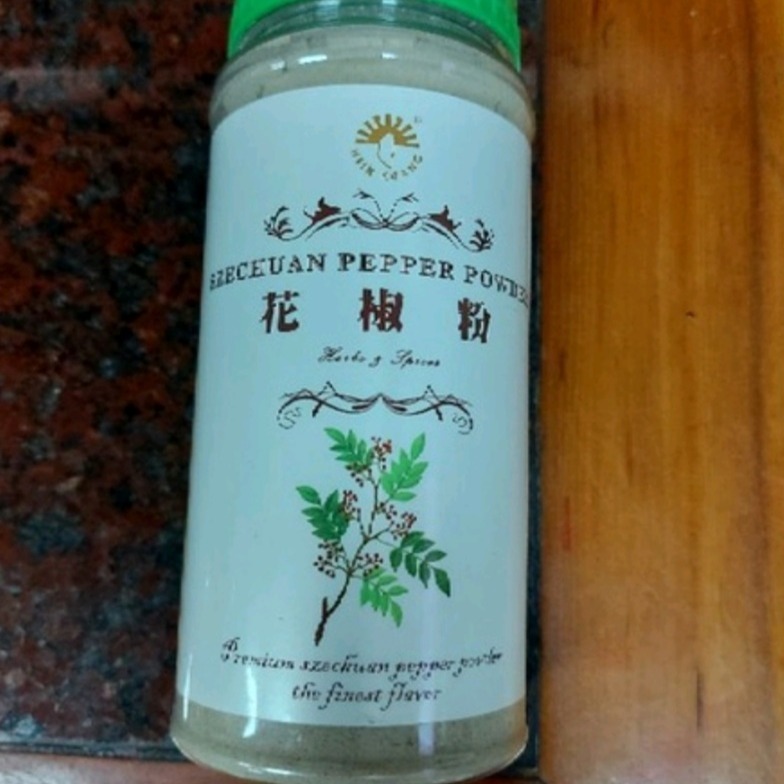 SZECHUAN PEPPER POWDER
花椒粉
Herbs & Spices
Premium szechuan pepper powder
the finest flavor